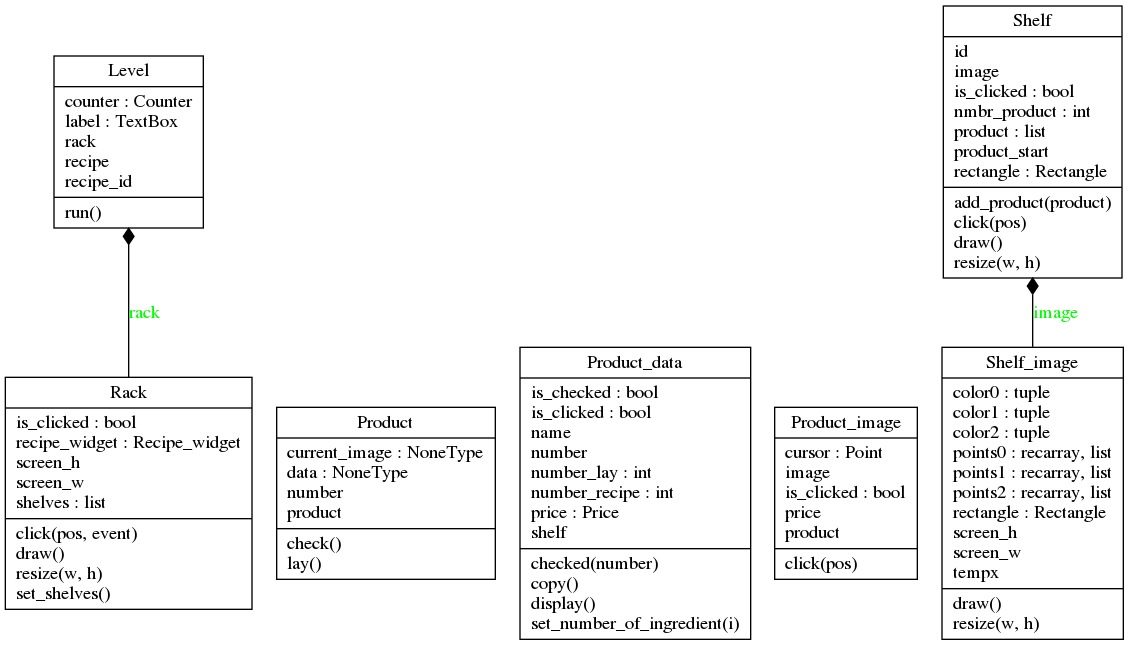 Level
counter : Counter
label : TextBox
rack
recipe
recipe_id
run()
rack
Shelf
id
image
is_clicked : bool
nmbr_product : int
product : list
product_start
rectangle : Rectangle
add_product(product)
click(pos)
draw()
resize(w, h)
image
Rack
is_clicked : bool
recipe_widget : Recipe_widget
screen_h
screen_w
shelves : list
click(pos, event)
draw()
resize(w, h)
set_shelves()
Product
current_image : NoneType
data : NoneType
number
product
check()
lay()
Product_data
is_checked : bool
is_clicked : bool
name
number
number_lay : int
number_recipe : int
price : Price
shelf
checked(number)
copy()
display()
set_number_of_ingredient(i)
Product_image
cursor : Point
image
is_clicked : bool
price
product
click(pos)
Shelf_image
color0 : tuple
color1 : tuple
color2 : tuple
points0 : recarray, list
points1 : recarray, list
points2 : recarray, list
rectangle : Rectangle
screen_h
screen_w
tempx
draw()
resize(w, h)